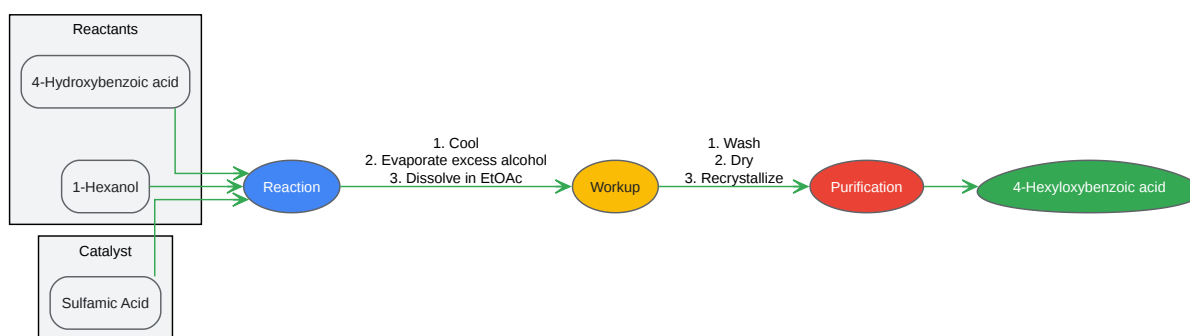 Reactants
4-Hydroxybenzoic acid
1-Hexanol
Catalyst
Sulfamic Acid
Reaction
1. Cool
2. Evaporate excess alcohol
3. Dissolve in EtOAc
Workup
1. Wash
2. Dry
3. Recrystallize
Purification
4-Hexyloxybenzoic acid